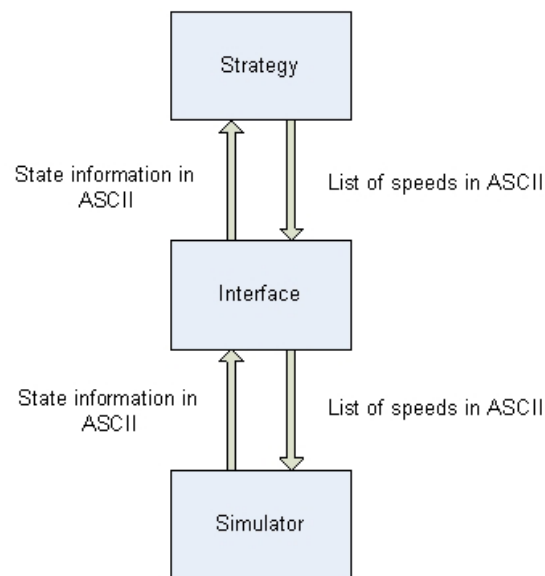 Strategy
State information in
ASCII
List of speeds in ASCII
Interface
State information in
ASCII
List of speeds in ASCII
Simulator